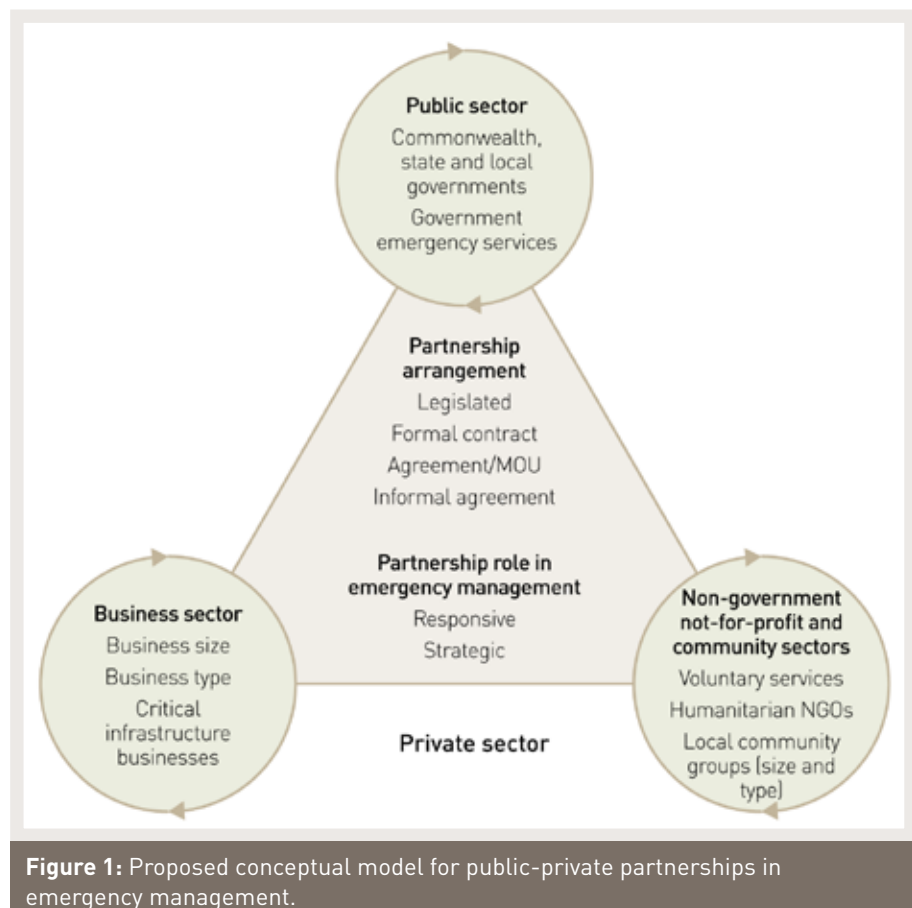 Public sector
Commonwealth,
state and local
governments
Government
emergency services
Partnership
arrangement
Legislated
Formal contract
Agreement/MOU
Informal agreement
Partnership role in
emergency management
Responsive
Strategic
Business sector
Business size
Business type
Critical
infrastructure
businesses
Non-government
not-for-profit and
community sectors
Voluntary services
Humanitarian NGOs
Local community
groups (size and
type)
Private sector
Figure 1: Proposed conceptual model for public-private partnerships in
emergency management.